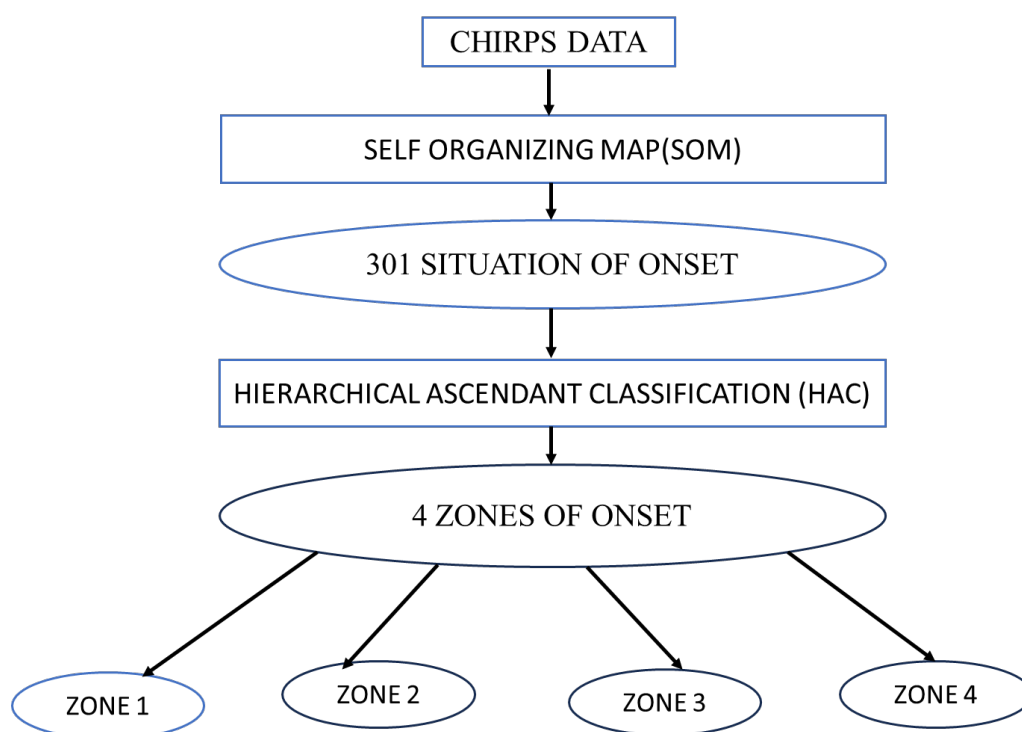 CHIRPS DATA
SELF ORGANIZING MAP(SOM)
301 SITUATION OF ONSET
HIERARCHICAL ASCENDANT CLASSIFICATION (HAC)
4 ZONES OF ONSET
ZONE 1
ZONE 2
ZONE 3
ZONE 4